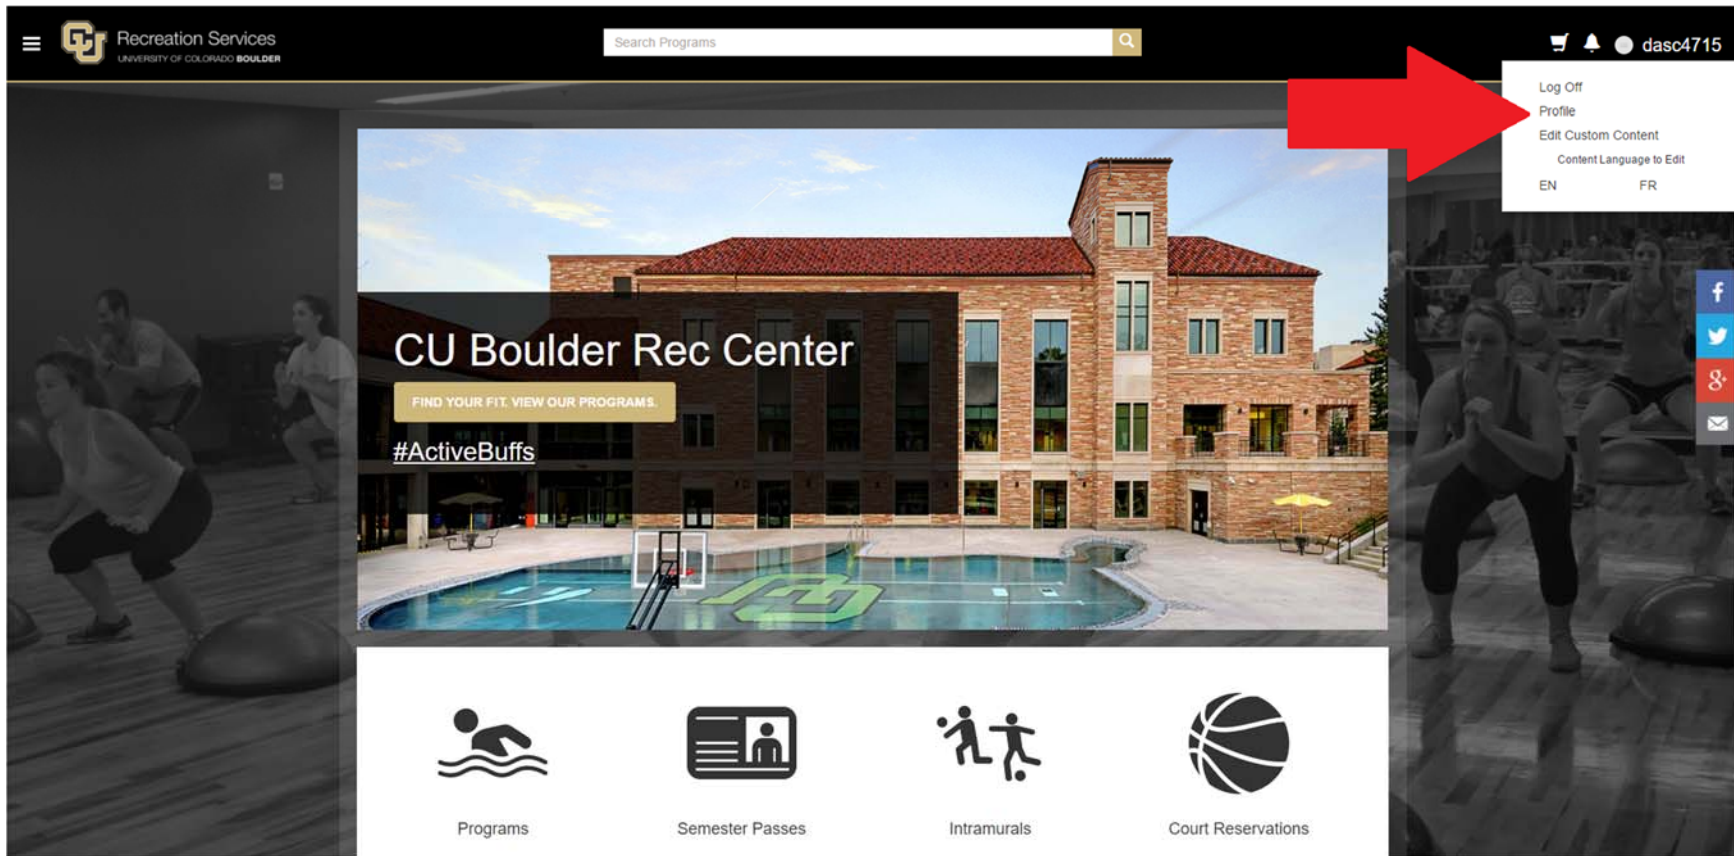 Recreation Services
UNIVERSITY OF COLORADO BOULDER
Search Programs
dasc4715
Log Off
Profile
Edit Custom Content
Content Language to Edit
EN FR
CU Boulder Rec Center
FIND YOUR FIT. VIEW OUR PROGRAMS.
#ActiveBuffs
Programs
Semester Passes
Intramurals
Court Reservations